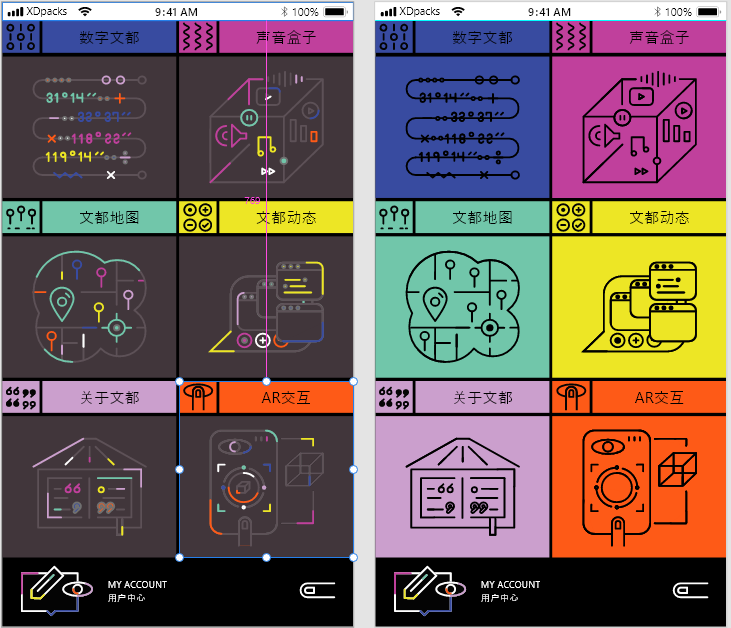 XDpacks 9:41 AM 100%
数字文都 声音盒子
31°14′′
33°37′′
118°22′′
119°14′′
769
文都地图 文都动态
关于文都 AR交互
MY ACCOUNT
用户中心
XDpacks 9:41 AM 100%
数字文都 声音盒子
31°14′′
33°37′′
118°22′′
119°14′′
文都地图 文都动态
关于文都 AR交互
MY ACCOUNT
用户中心